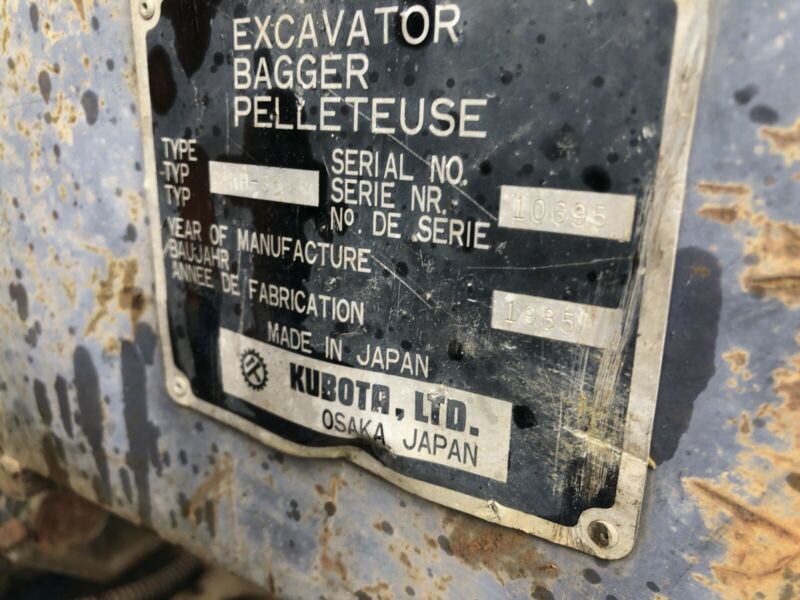 EXCAVATOR
BAGGER
PELLETEUSE
TYPE
TYP
TYP
SERIAL NO.
SERIE NR.
Nº DE SERIE
10695
YEAR OF MANUFACTURE
BAUJAHR
ANNEE DE FABRICATION
1985
MADE IN JAPAN
KUBOTA, LTD.
OSAKA JAPAN